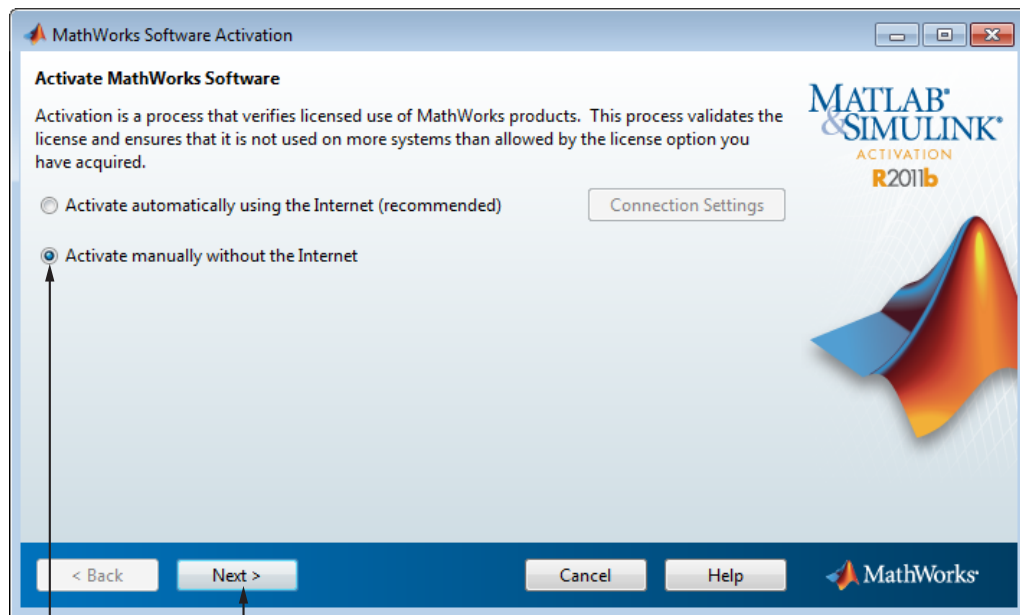 MathWorks Software Activation
Activate MathWorks Software
Activation is a process that verifies licensed use of MathWorks products. This process validates the
license and ensures that it is not used on more systems than allowed by the license option you
have acquired.
MATLAB®
&SIMULINK®
ACTIVATION
R2011b
Activate automatically using the Internet (recommended)
Connection Settings
Activate manually without the Internet
< Back
Next >
Cancel
Help
MathWorks®